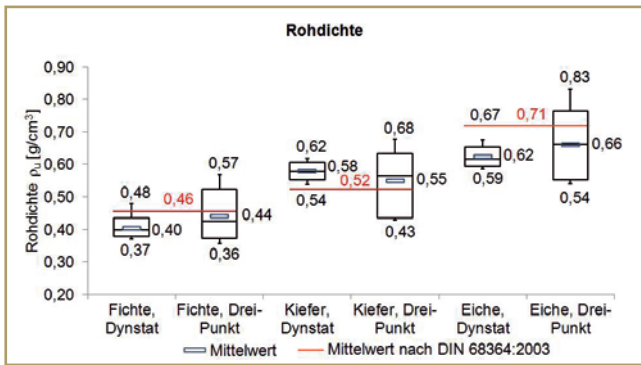 Rohdichte
Rohdichte ρu [g/cm³]
0,90
0,80
0,70
0,60
0,50
0,40
0,30
0,20
0,48
0,46
0,40
0,37
0,57
0,44
0,36
0,62
0,58
0,54
0,52
0,68
0,55
0,43
0,67
0,62
0,59
0,71
0,83
0,66
0,54
Fichte, Dynstat
Fichte, Drei-Punkt
Kiefer, Dynstat
Kiefer, Drei-Punkt
Eiche, Dynstat
Eiche, Drei-Punkt
Mittelwert
Mittelwert nach DIN 68364:2003